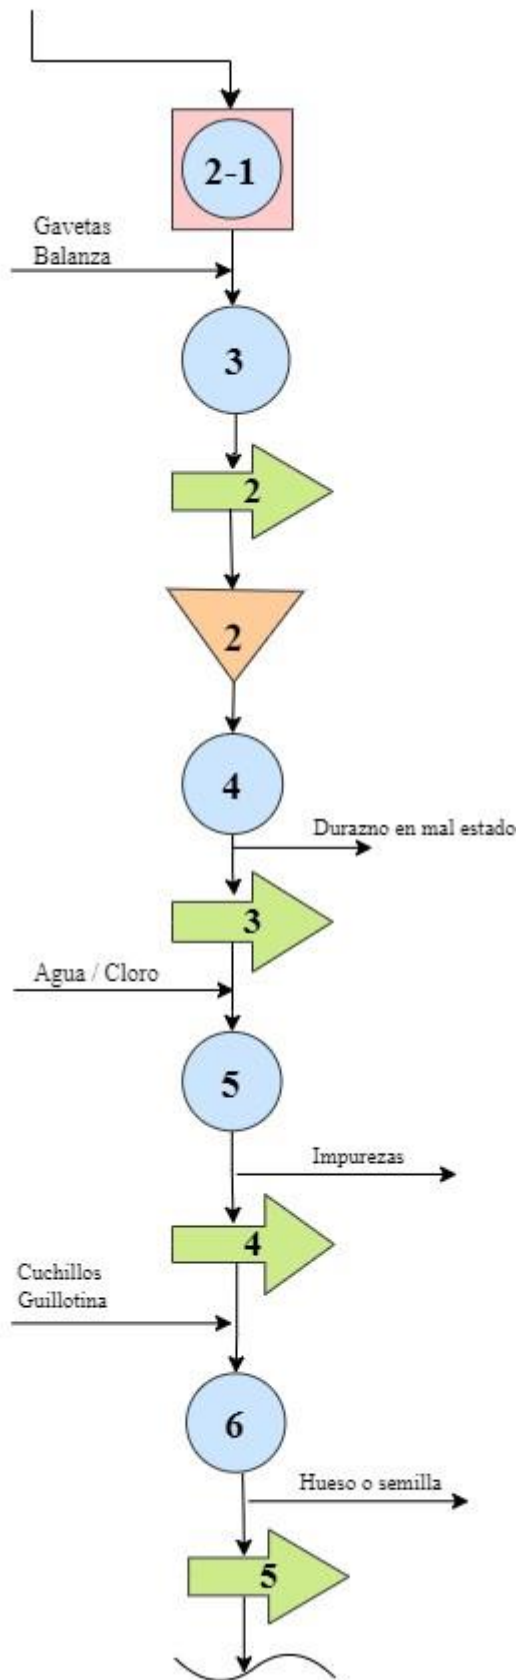 2-1
Gavetas
Balanza
3
2
2
4
Durazno en mal estado
3
Agua / Cloro
5
Impurezas
4
Cuchillos
Guillotina
6
Hueso o semilla
5